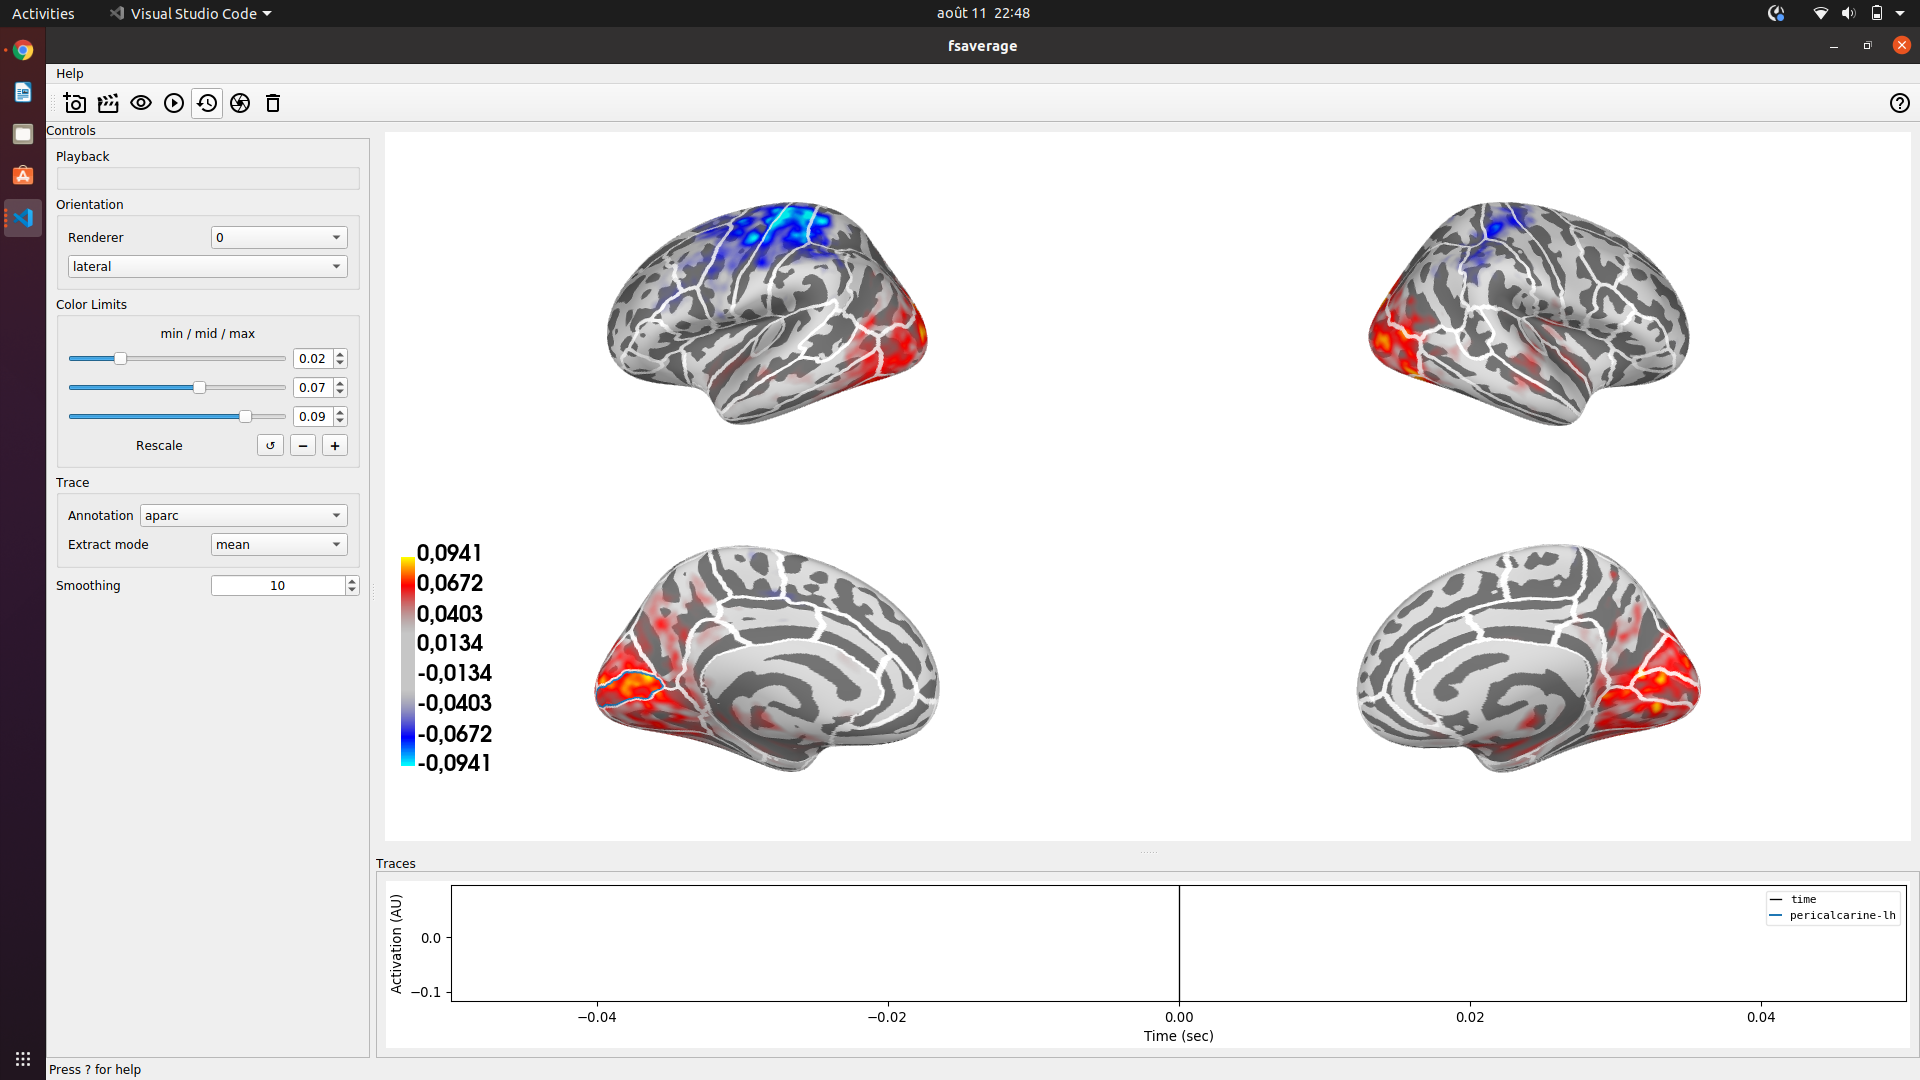 Activities
Visual Studio Code
août 11 22:48
fsaverage
Help
Controls
Playback
Orientation
Renderer 0
lateral
Color Limits
min / mid / max
0.02
0.07
0.09
Rescale ↺ − +
Trace
Annotation aparc
Extract mode mean
Smoothing 10
0,0941
0,0672
0,0403
0,0134
-0,0134
-0,0403
-0,0672
-0,0941
Traces
Activation (AU)
0.0
−0.1
time
pericalcarine-lh
−0.04 −0.02 0.00 0.02 0.04
Time (sec)
Press ? for help